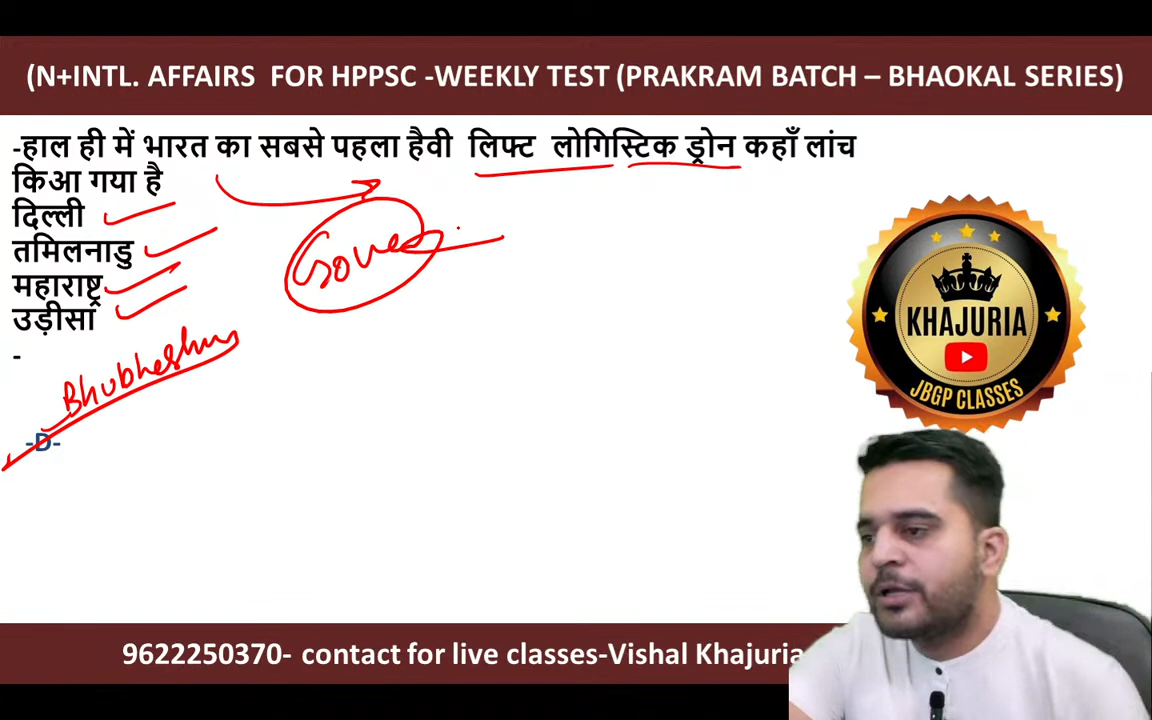 (N+INTL. AFFAIRS FOR HPPSC -WEEKLY TEST (PRAKRAM BATCH – BHAOKAL SERIES)
-हाल ही में भारत का सबसे पहला हैवी लिफ्ट लोगिस्टिक ड्रोन कहाँ लांच
किआ गया है
दिल्ली
तमिलनाडु
महाराष्ट्र
उड़ीसा
-
-D-
KHAJURIA
JBGP CLASSES
9622250370- contact for live classes-Vishal Khajuria